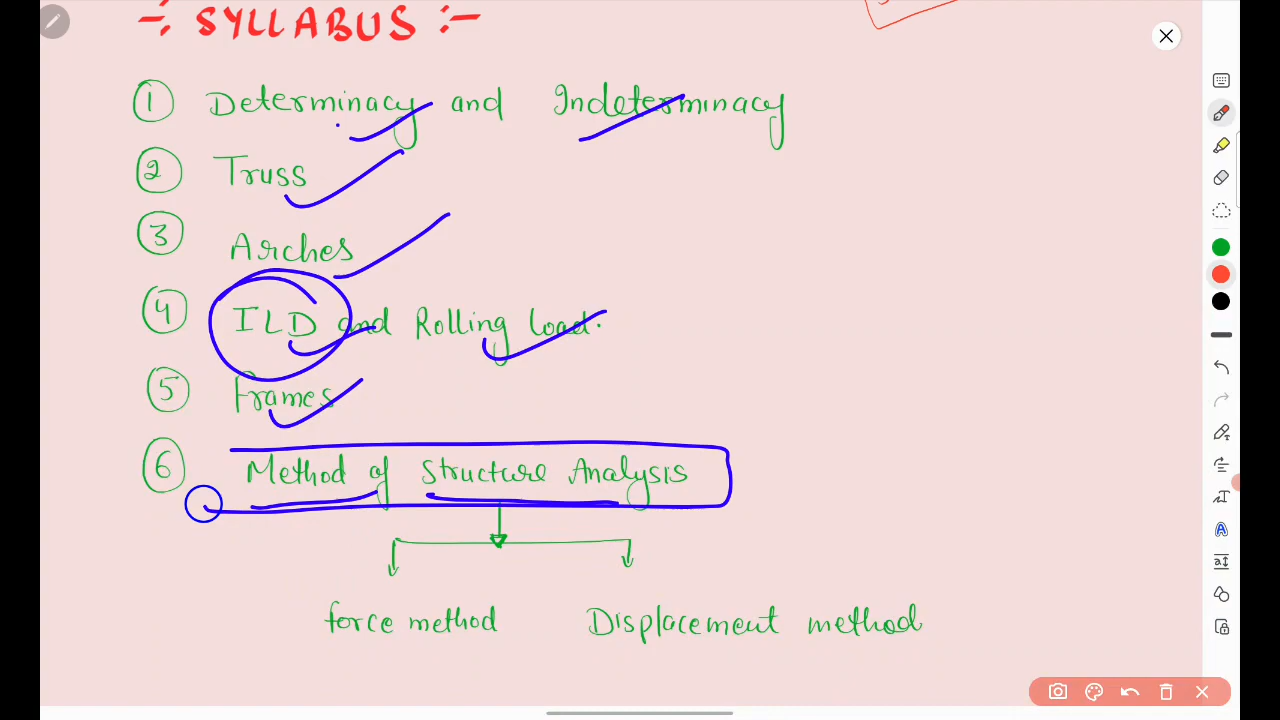 -:- SYLLABUS :-
① Determinacy and Indeterminacy
② Truss
③ Arches
④ ILD and Rolling load.
⑤ Frames
⑥ Method of Structure Analysis
force method Displacement method